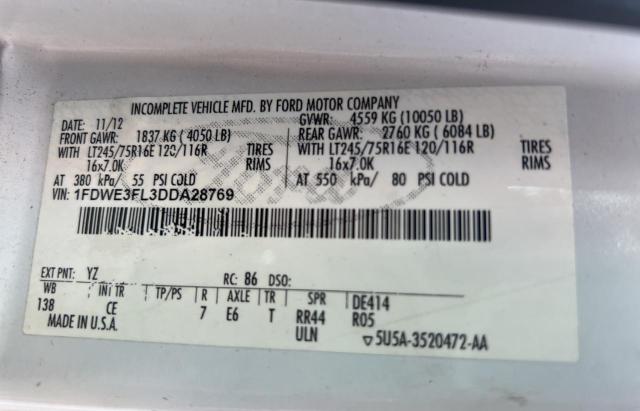 INCOMPLETE VEHICLE MFD. BY FORD MOTOR COMPANY
DATE: 11/12 GVWR: 4559 KG (10050 LB)
FRONT GAWR: 1837 KG (4050 LB) REAR GAWR: 2760 KG (6084 LB)
WITH LT245/75R16E 120/116R TIRES WITH LT245/75R16E 120/116R TIRES
16x7.0K RIMS 16x7.0K RIMS
AT 380 kPa/ 55 PSI COLD AT 550 kPa/ 80 PSI COLD
VIN: 1FDWE3FL3DDA28769
EXT PNT: YZ RC: 86 DSO:
WB INT TR TP/PS R AXLE TR SPR DE414
138 CE 7 E6 T RR44 R05
MADE IN U.S.A. ULN ▽5U5A-3520472-AA